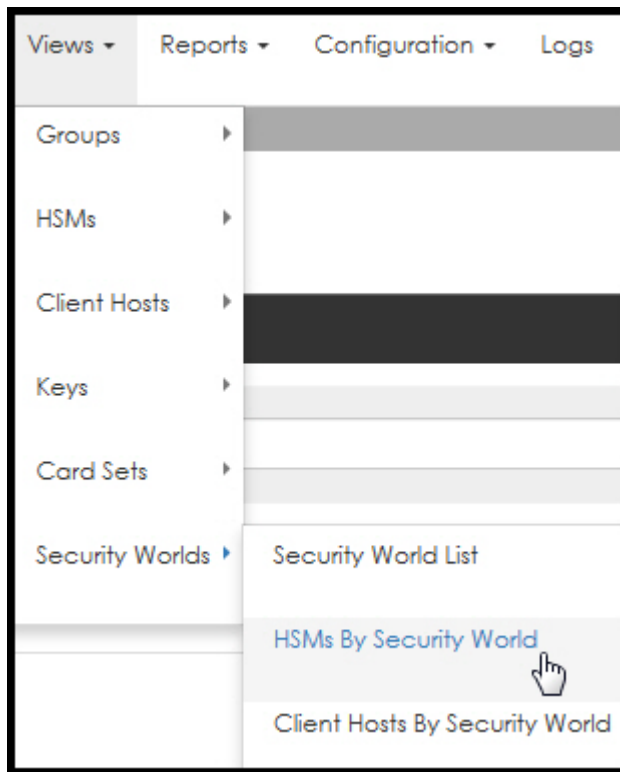 Views Reports Configuration Logs
Groups
HSMs
Client Hosts
Keys
Card Sets
Security Worlds
Security World List
HSMs By Security World
Client Hosts By Security World